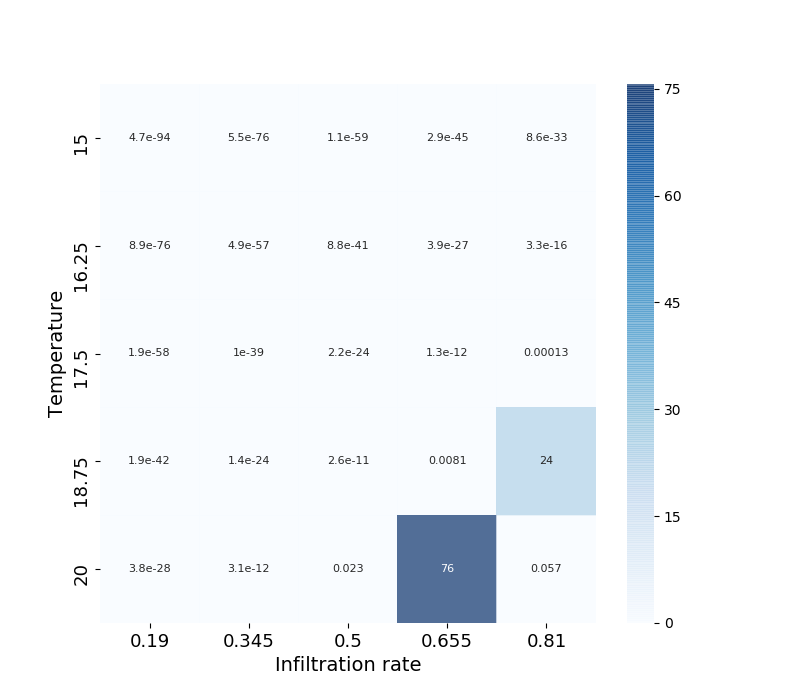 75
15 4.7e-94 5.5e-76 1.1e-59 2.9e-45 8.6e-33
60
16.25 8.9e-76 4.9e-57 8.8e-41 3.9e-27 3.3e-16
45
Temperature
17.5 1.9e-58 1e-39 2.2e-24 1.3e-12 0.00013
30
18.75 1.9e-42 1.4e-24 2.6e-11 0.0081 24
15
20 3.8e-28 3.1e-12 0.023 76 0.057
0
0.19 0.345 0.5 0.655 0.81
Infiltration rate